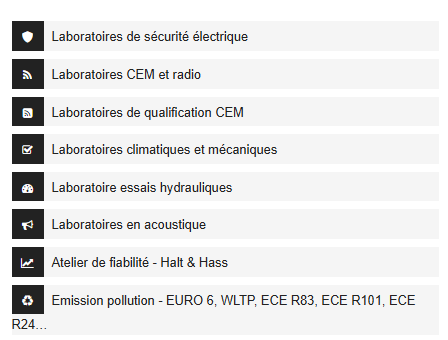 Laboratoires de sécurité électrique
Laboratoires CEM et radio
Laboratoires de qualification CEM
Laboratoires climatiques et mécaniques
Laboratoire essais hydrauliques
Laboratoires en acoustique
Atelier de fiabilité - Halt & Hass
Emission pollution - EURO 6, WLTP, ECE R83, ECE R101, ECE
R24...